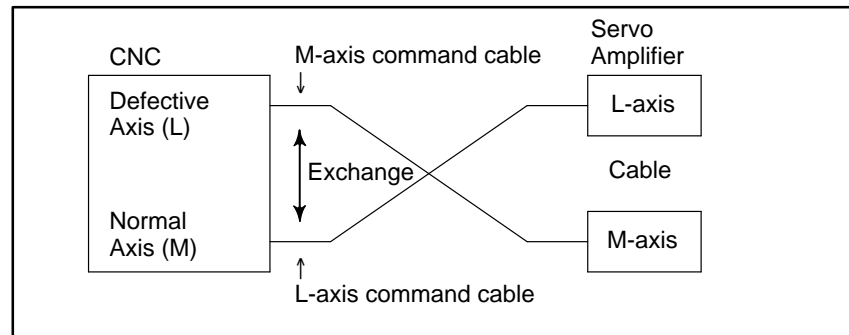 CNC
M-axis command cable
Servo
Amplifier
Defective
Axis (L)
L-axis
Exchange
Cable
Normal
Axis (M)
M-axis
L-axis command cable